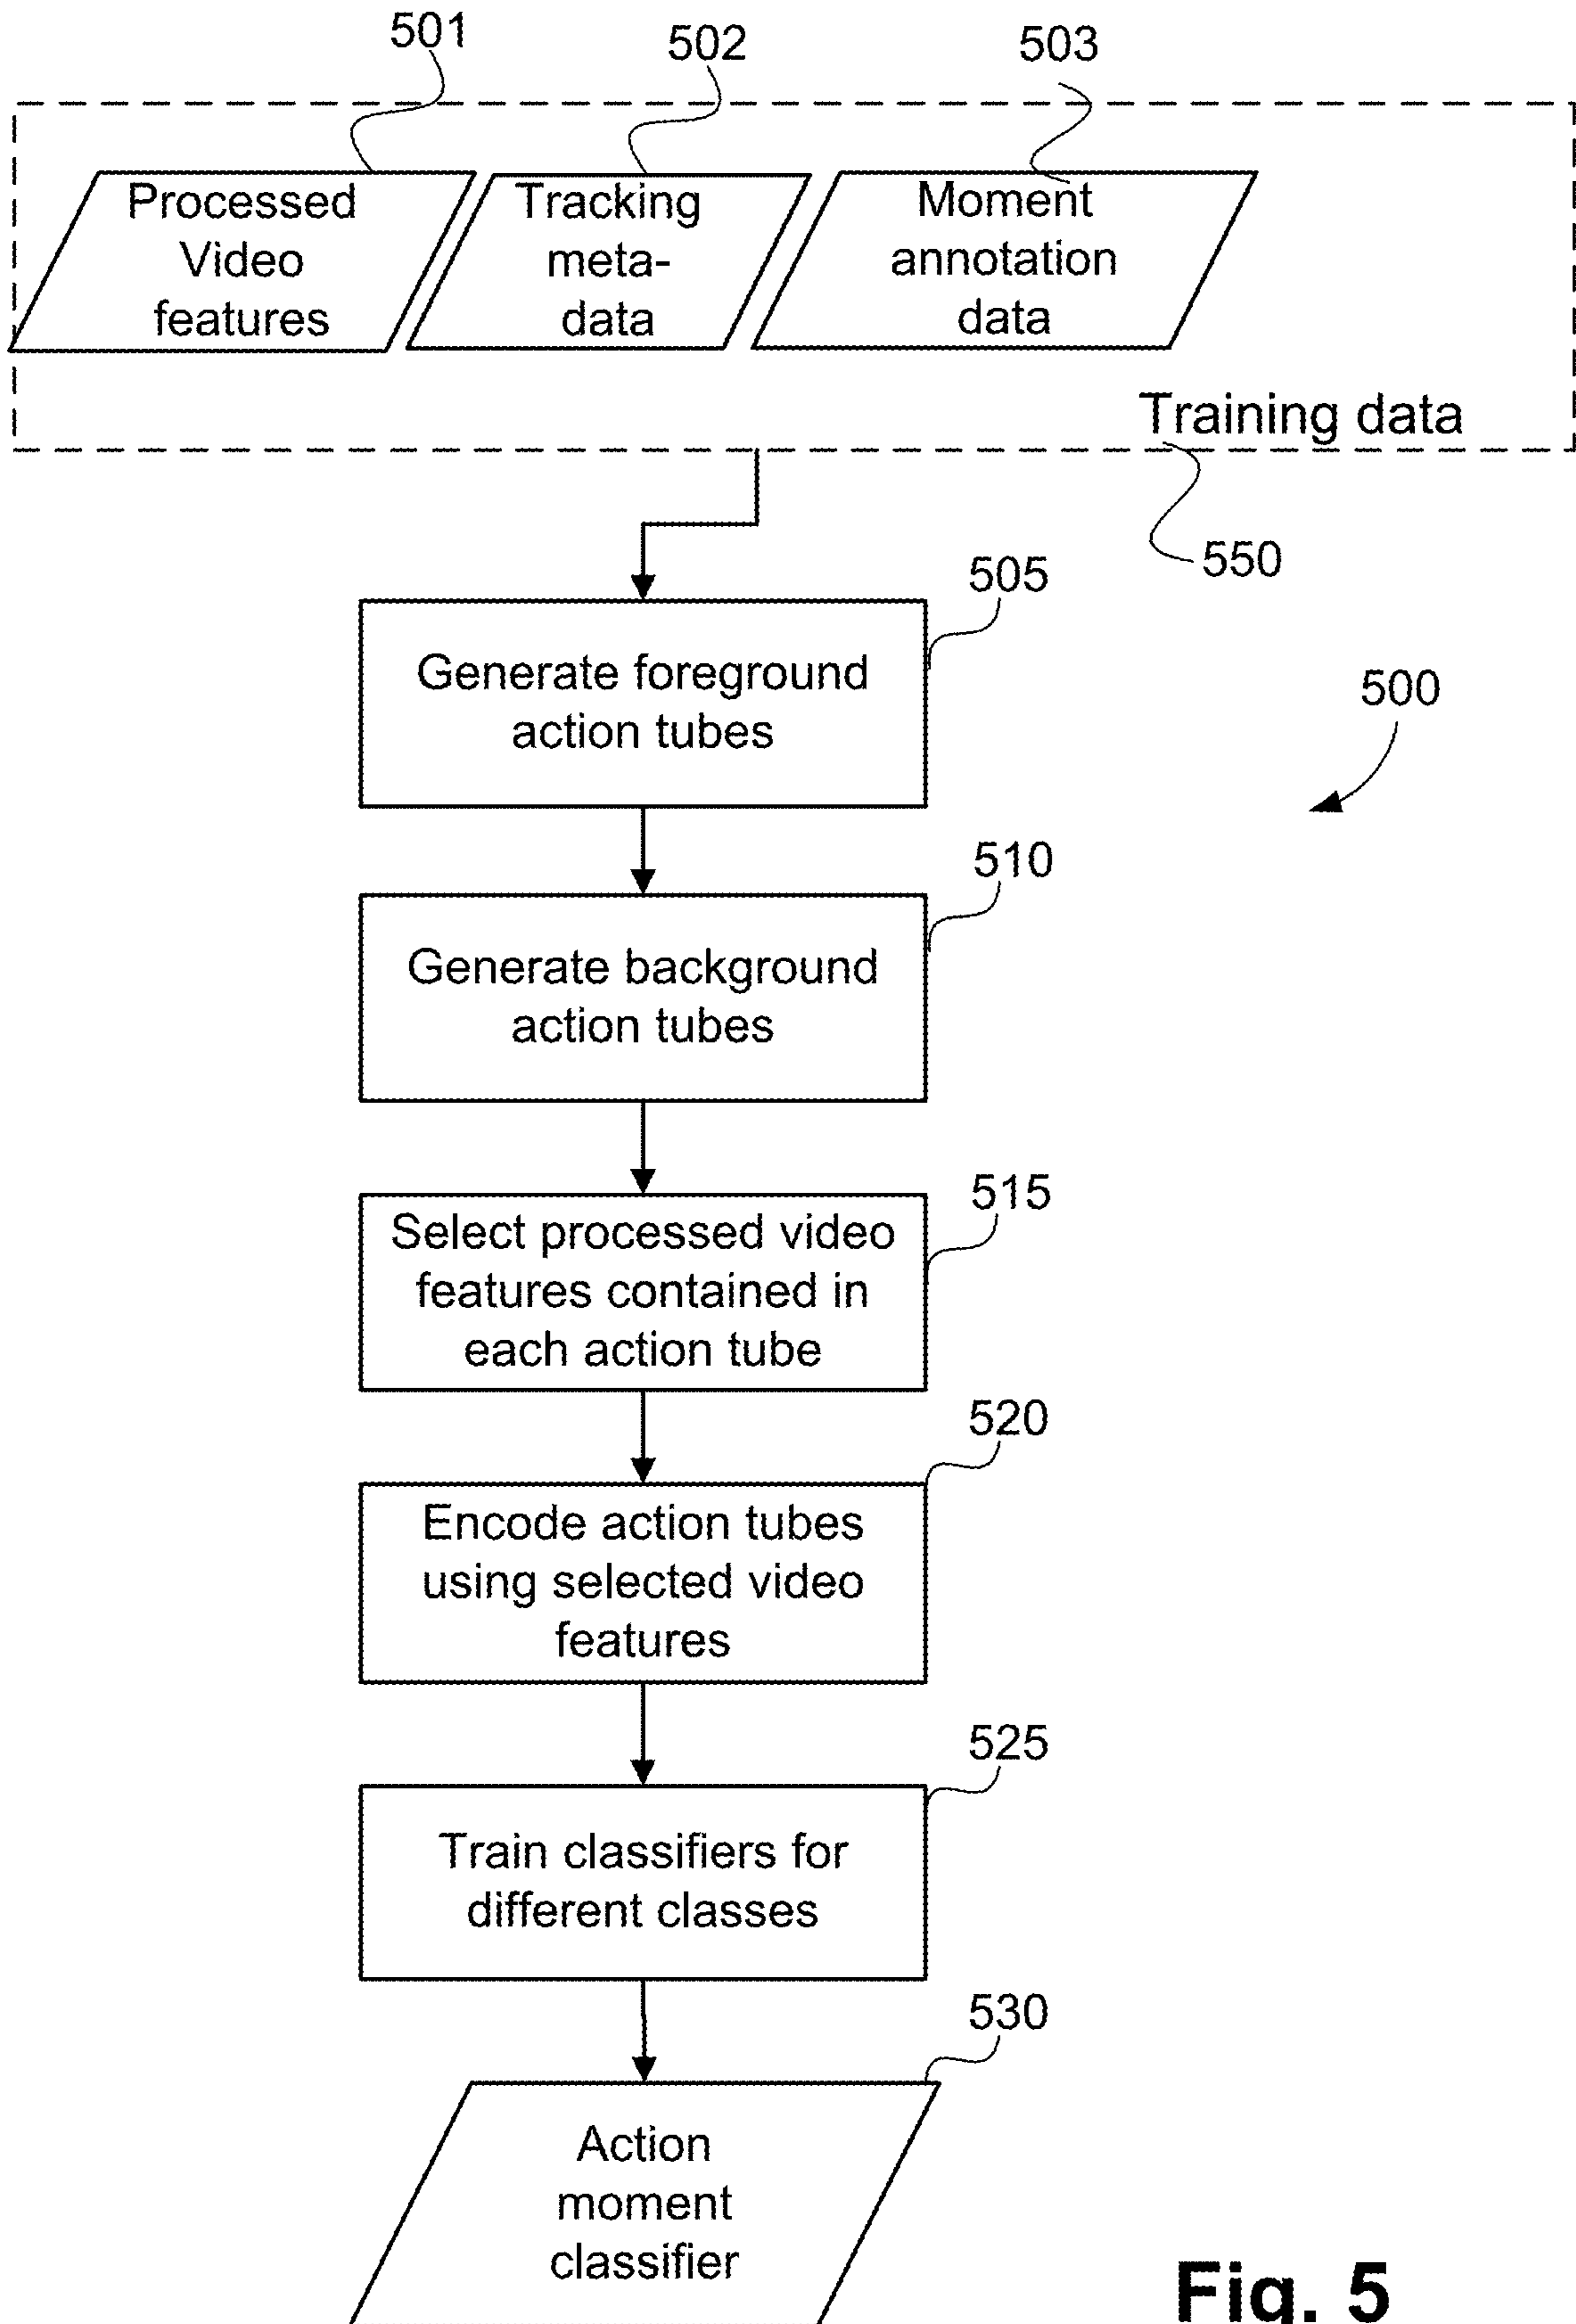 501
502
503
Processed
Video
features
Tracking
meta-
data
Moment
annotation
data
Training data
550
505
Generate foreground
action tubes
500
510
Generate background
action tubes
515
Select processed video
features contained in
each action tube
520
Encode action tubes
using selected video
features
525
Train classifiers for
different classes
530
Action
moment
classifier
Fig. 5